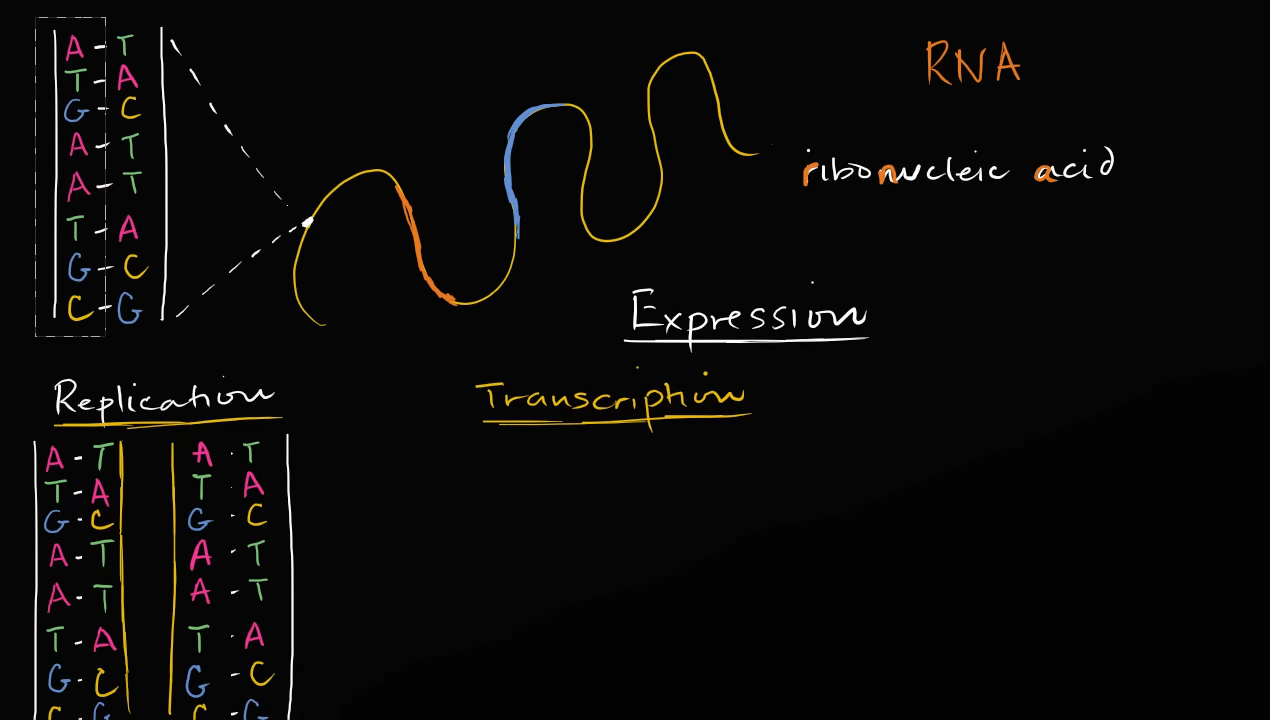 A-T
T-A
G-C
A-T
A-T
T-A
G-C
C-G
RNA
ribonucleic acid
Expression
Replication
Transcription
A-T A-T
T-A T-A
G-C G-C
A-T A-T
A-T A-T
T-A T-A
G-C G-C
C-G C-G